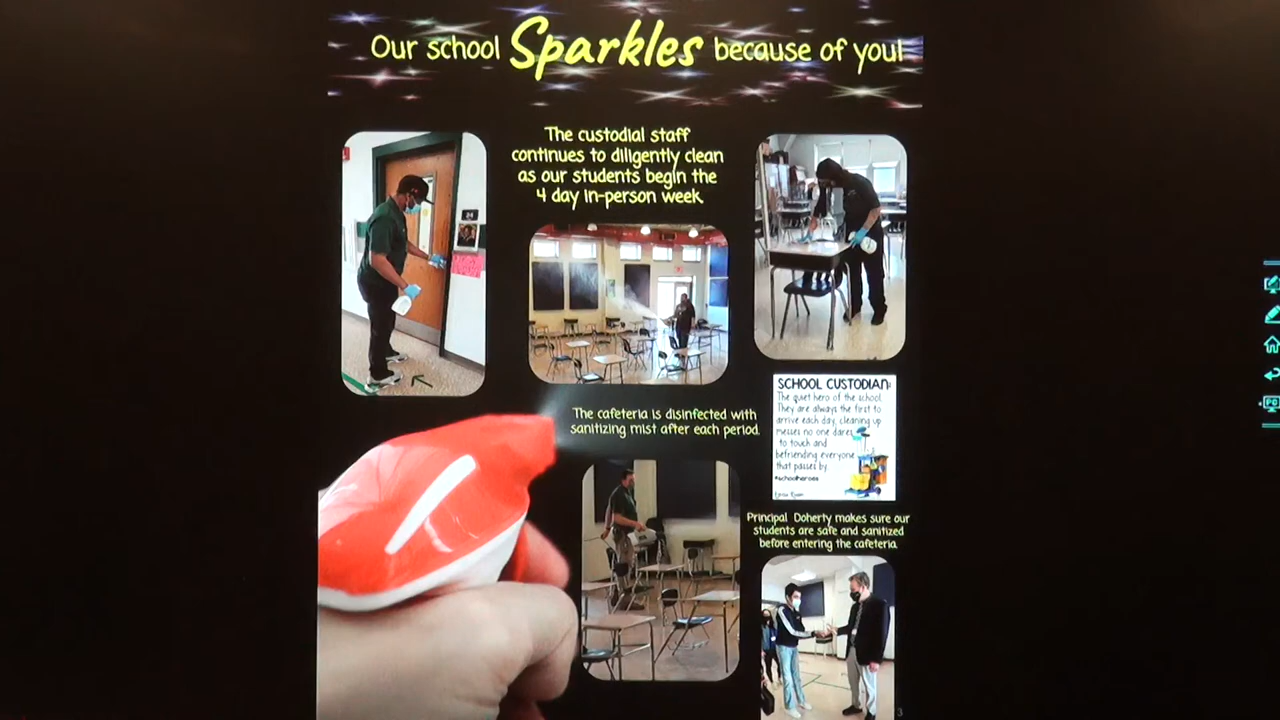 Our school Sparkles because of you!
The custodial staff
continues to diligently clean
as our students begin the
4 day in-person week.
The cafeteria is disinfected with
sanitizing mist after each period.
SCHOOL CUSTODIAN:
The quiet hero of the school.
They are always the first to
arrive each day, cleaning up
messes no one dares
to touch and
befriending everyone
that passes by.
#schoolheroes
Principal Doherty makes sure our
students are safe and sanitized
before entering the cafeteria.
24
PC
3